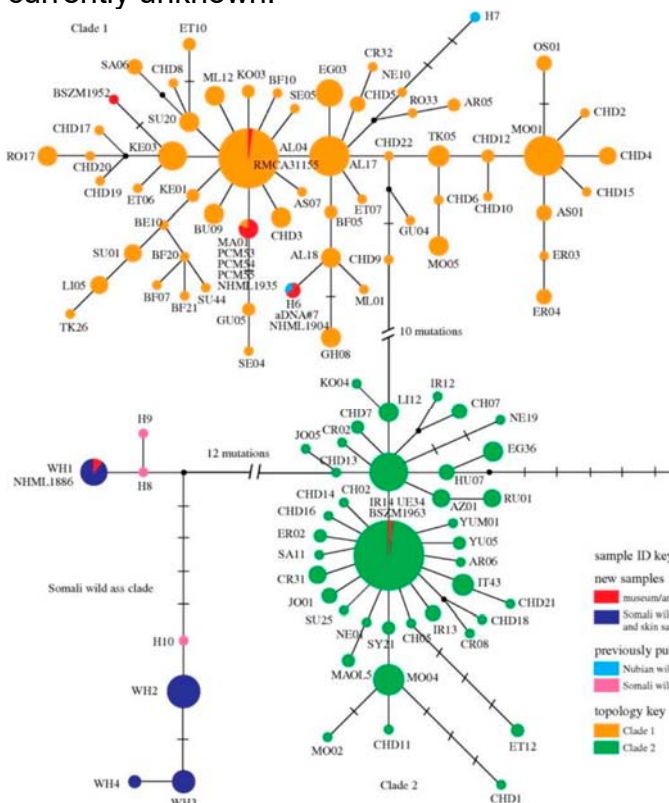 currently unknown.
Clade 1
ET10
H7
SA06
CHD8
ML12
KO03
BF10
SE05
EG03
CR32
NE10
CHD5
RO33
AR05
OS01
BSZM1952
SU20
CHD17
KE03
AL04
RMCA31155
AL17
CHD22
TK05
CHD12
MO01
CHD2
CHD4
RO17
CHD20
CHD19
ET06
KE01
AS07
ET07
CHD6
CHD10
CHD15
BE10
BU09
CHD3
BF05
GU04
AS01
MA01
PCM53
PCM54
PCM55
NHML1935
SU01
BF20
AL18
CHD9
MO05
ER03
LI05
BF07
BF21
SU44
GU05
H6
aDNA#7
NHML1904
ML01
ER04
TK26
SE04
GH08
10 mutations
KO04
LI12
IR12
CH07
NE19
CHD7
CR02
JO05
EG36
H9
12 mutations
CHD13
HU07
WH1
NHML1886
H8
IR14 UE34
BSZM1963
AZ01
RU01
CHD14
CH02
CHD16
YUM01
ER02
YU05
SA11
AR06
Somali wild ass clade
CR31
IT43
CHD21
JO01
SU25
CHD18
NE04
SY21
CH05
IR13
CR08
H10
MAOL5
MO04
WH2
MO02
CHD11
ET12
WH4
WH3
Clade 2
CHD1
sample ID key
new samples
museum/an
Somali wil
and skin sa
previously pu
Nubian wil
Somali wil
topology key
Clade 1
Clade 2